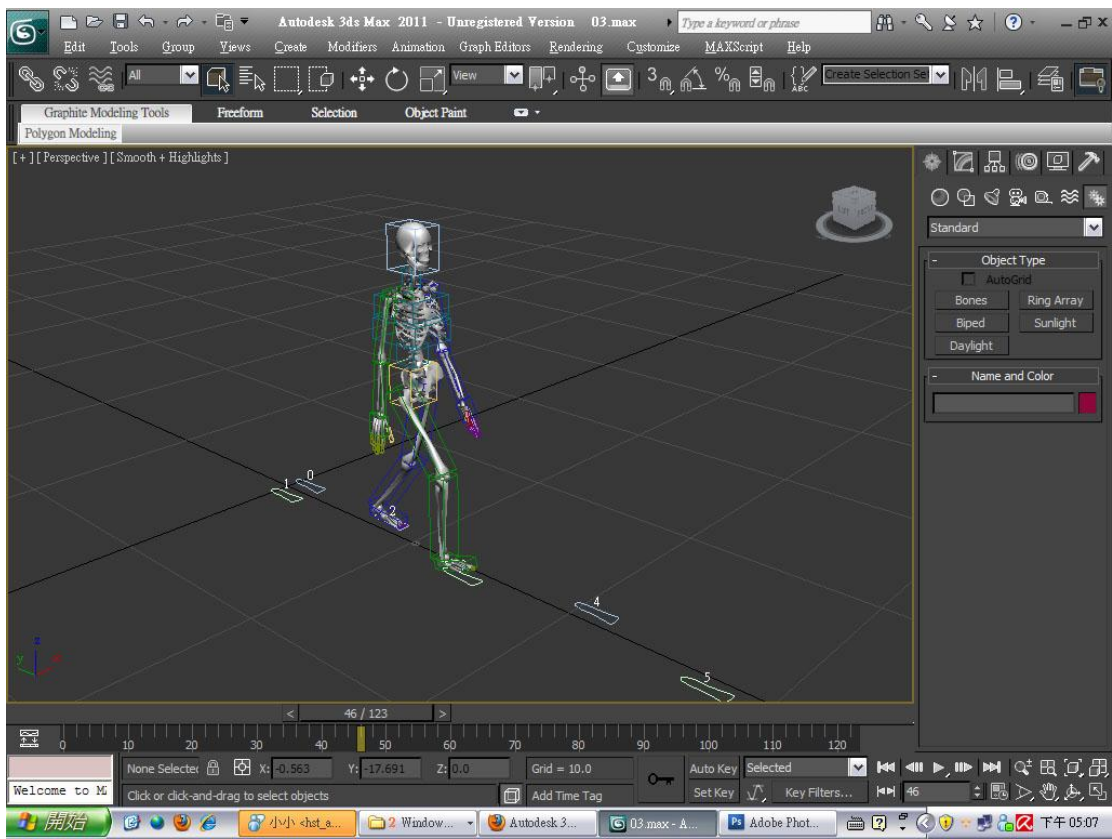 Autodesk 3ds Max 2011 - Unregistered Version 03.max
Type a keyword or phrase
Edit Tools Group Views Create Modifiers Animation Graph Editors Rendering Customize MAXScript Help
All View 3 ABC Create Selection Se
Graphite Modeling Tools Freeform Selection Object Paint
Polygon Modeling
[ + ] [ Perspective ] [ Smooth + Highlights ]
Standard
- Object Type
AutoGrid
Bones Ring Array
Biped Sunlight
Daylight
- Name and Color
1 0
2
4
5
z
y x
< 46 / 123 >
0 10 20 30 40 50 60 70 80 90 100 110 120
None Selected X: -0.563 Y: -17.691 Z: 0.0 Grid = 10.0 Auto Key Selected
Welcome to M Click or click-and-drag to select objects Add Time Tag Set Key Key Filters... 46
開始 小小 <hst_a... 2 Window... Autodesk 3... 03.max - A... Adobe Phot... 下午 05:07